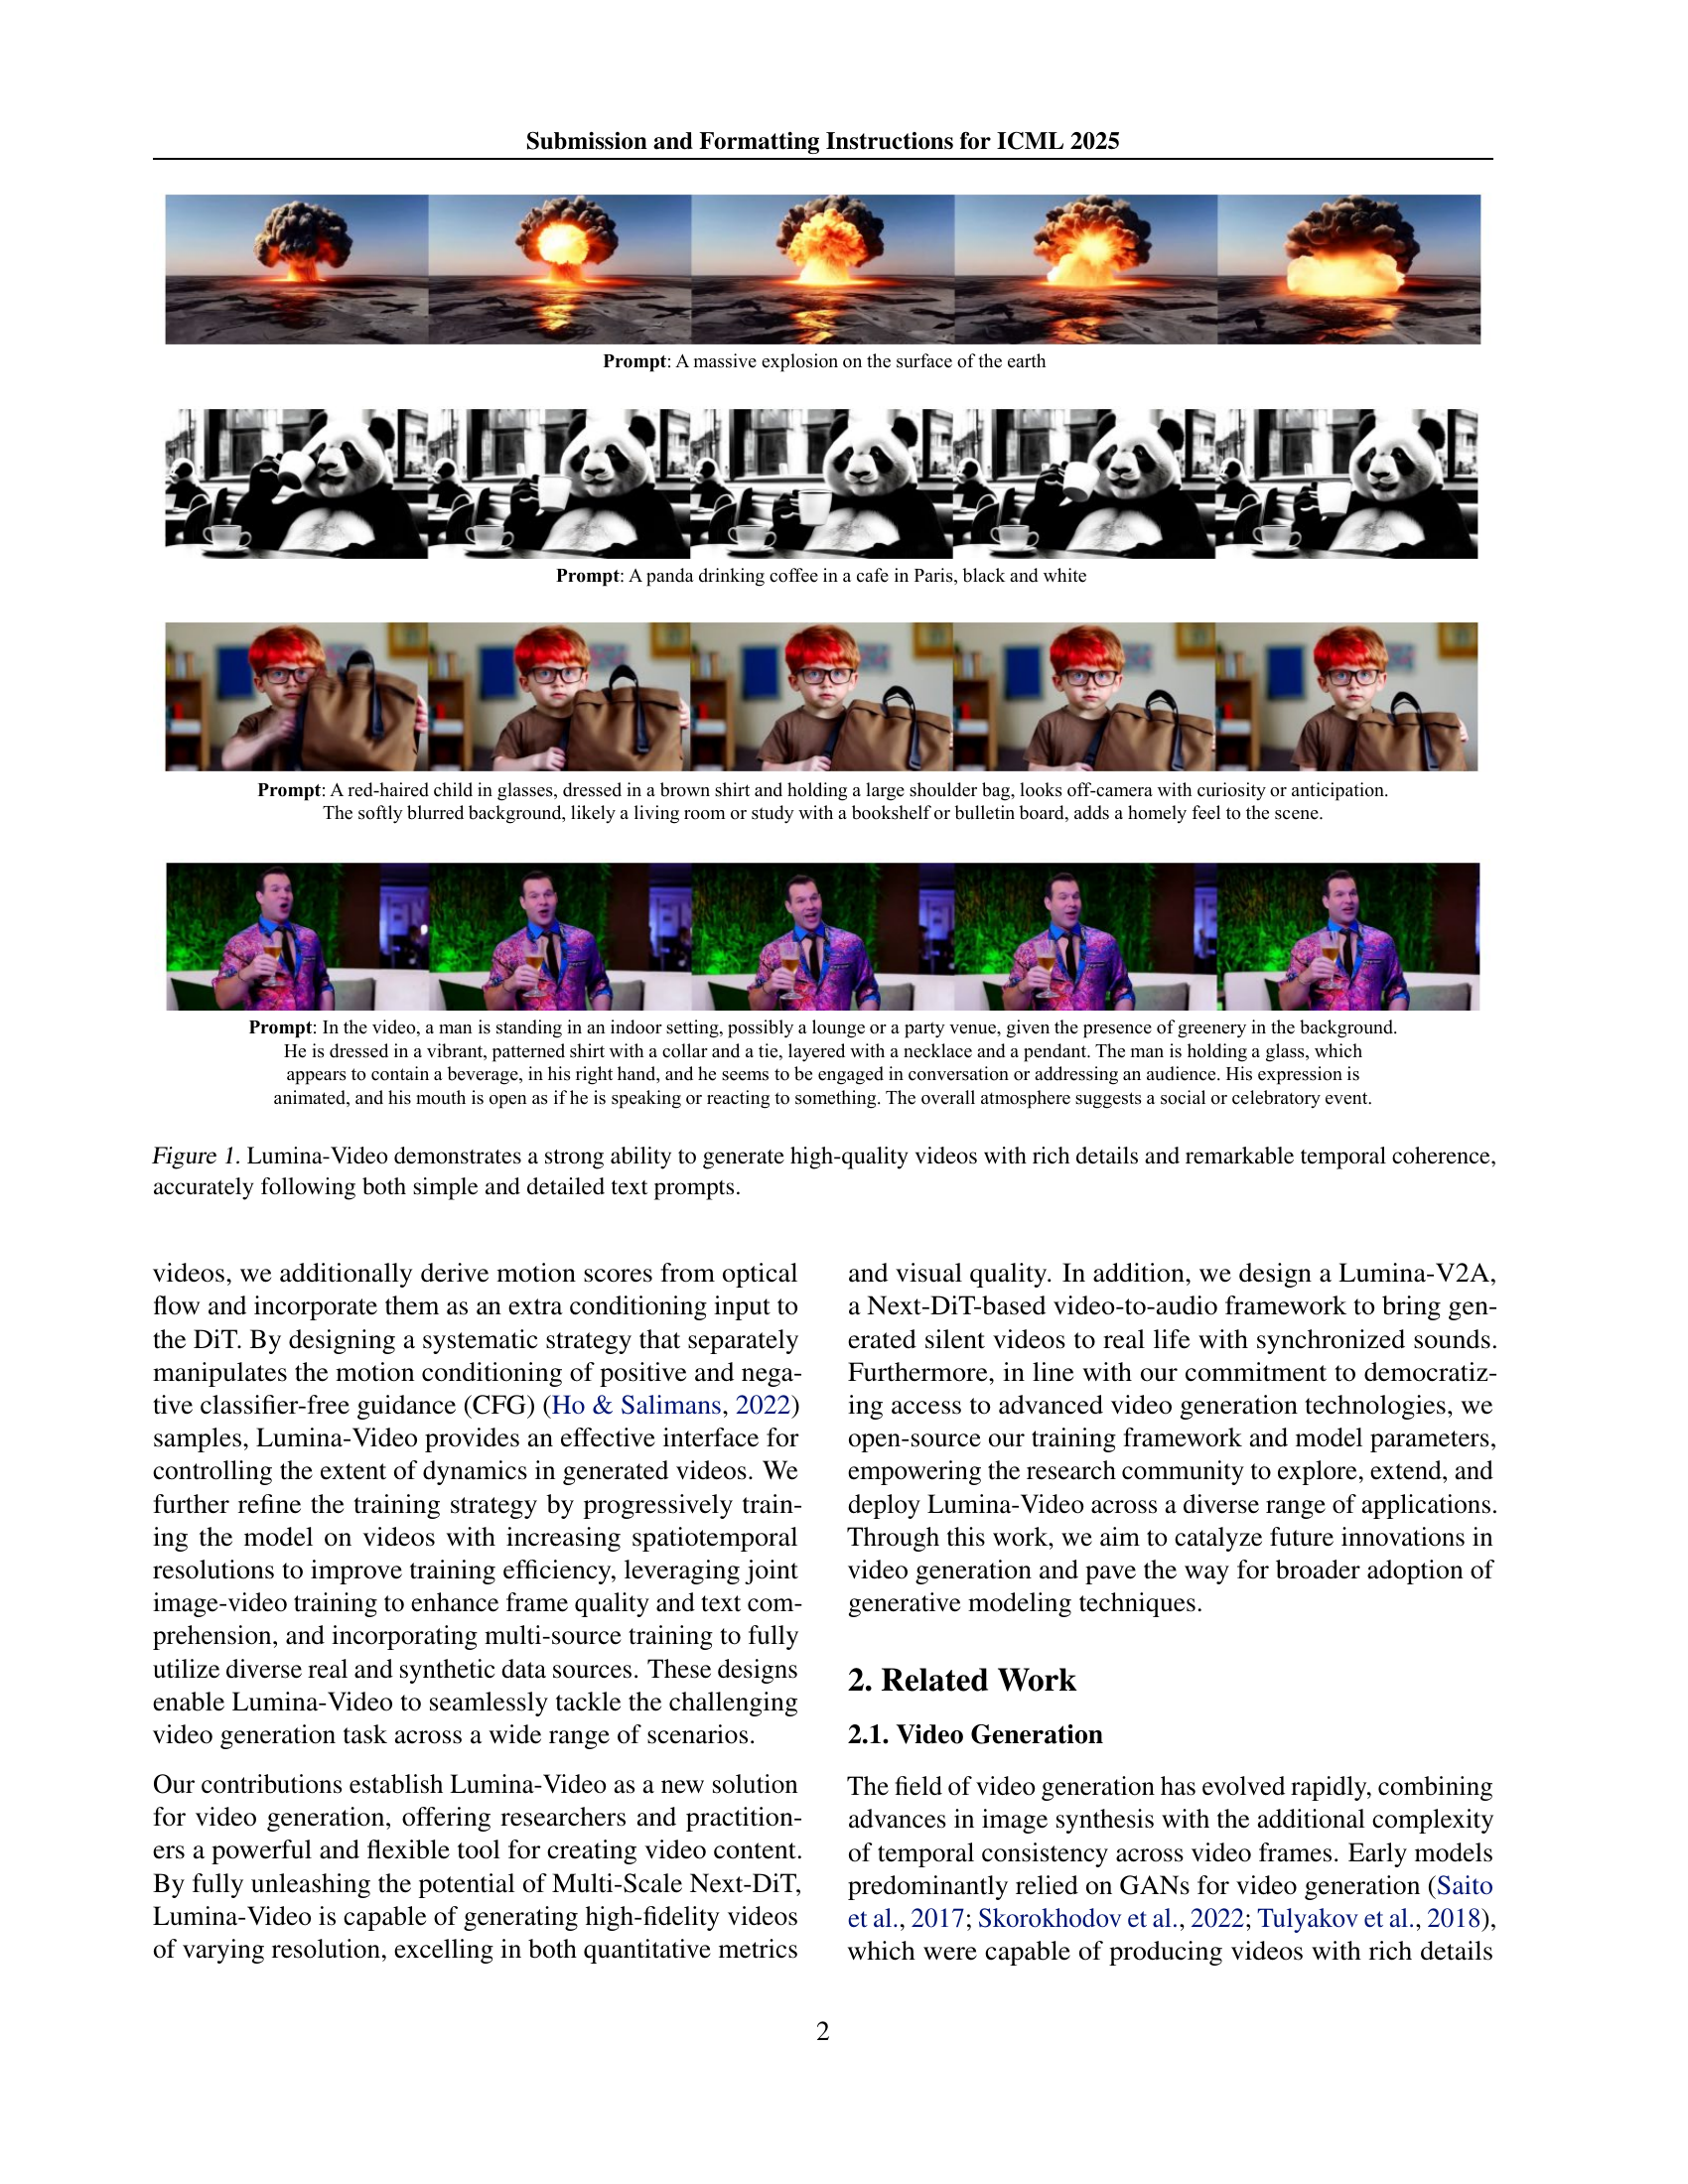 Submission and Formatting Instructions for ICML 2025
Prompt: A massive explosion on the surface of the earth
Prompt: A panda drinking coffee in a cafe in Paris, black and white
Prompt: A red-haired child in glasses, dressed in a brown shirt and holding a large shoulder bag, looks off-camera with curiosity or anticipation.
The softly blurred background, likely a living room or study with a bookshelf or bulletin board, adds a homely feel to the scene.
Prompt: In the video, a man is standing in an indoor setting, possibly a lounge or a party venue, given the presence of greenery in the background.
He is dressed in a vibrant, patterned shirt with a collar and a tie, layered with a necklace and a pendant. The man is holding a glass, which
appears to contain a beverage, in his right hand, and he seems to be engaged in conversation or addressing an audience. His expression is
animated, and his mouth is open as if he is speaking or reacting to something. The overall atmosphere suggests a social or celebratory event.
Figure 1. Lumina-Video demonstrates a strong ability to generate high-quality videos with rich details and remarkable temporal coherence,
accurately following both simple and detailed text prompts.
videos, we additionally derive motion scores from optical
flow and incorporate them as an extra conditioning input to
the DiT. By designing a systematic strategy that separately
manipulates the motion conditioning of positive and nega-
tive classifier-free guidance (CFG) (Ho & Salimans, 2022)
samples, Lumina-Video provides an effective interface for
controlling the extent of dynamics in generated videos. We
further refine the training strategy by progressively train-
ing the model on videos with increasing spatiotemporal
resolutions to improve training efficiency, leveraging joint
image-video training to enhance frame quality and text com-
prehension, and incorporating multi-source training to fully
utilize diverse real and synthetic data sources. These designs
enable Lumina-Video to seamlessly tackle the challenging
video generation task across a wide range of scenarios.
Our contributions establish Lumina-Video as a new solution
for video generation, offering researchers and practition-
ers a powerful and flexible tool for creating video content.
By fully unleashing the potential of Multi-Scale Next-DiT,
Lumina-Video is capable of generating high-fidelity videos
of varying resolution, excelling in both quantitative metrics
and visual quality. In addition, we design a Lumina-V2A,
a Next-DiT-based video-to-audio framework to bring gen-
erated silent videos to real life with synchronized sounds.
Furthermore, in line with our commitment to democratiz-
ing access to advanced video generation technologies, we
open-source our training framework and model parameters,
empowering the research community to explore, extend, and
deploy Lumina-Video across a diverse range of applications.
Through this work, we aim to catalyze future innovations in
video generation and pave the way for broader adoption of
generative modeling techniques.
2. Related Work
2.1. Video Generation
The field of video generation has evolved rapidly, combining
advances in image synthesis with the additional complexity
of temporal consistency across video frames. Early models
predominantly relied on GANs for video generation (Saito
et al., 2017; Skorokhodov et al., 2022; Tulyakov et al., 2018),
which were capable of producing videos with rich details
2